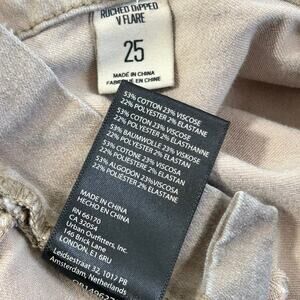 RUCHED DIPPED
V FLARE
25
MADE IN CHINA
FABRIQUÉ EN CHINE
53% COTTON 23% VISCOSE
22% POLYESTER 2% ELASTANE
53% COTON 23% VISCOSE
22% POLYESTER 2% ELASTHANNE
53% BAUMWOLLE 23% VISKOSE
22% POLYESTER 2% ELASTAN
53% COTONE 23% VISCOSA
22% POLIESTERE 2% ELASTAN
53% ALGODÓN 23%VISCOSA
22% POLIÉSTER 2% ELASTANE
MADE IN CHINA
HECHO EN CHINA
RN 66170
CA 32054
Urban Outfitters, Inc
146 Brick Lane
LONDON, E1 6RU
Leidsestraat 32, 1017 PB
Amsterdam, Netherlands